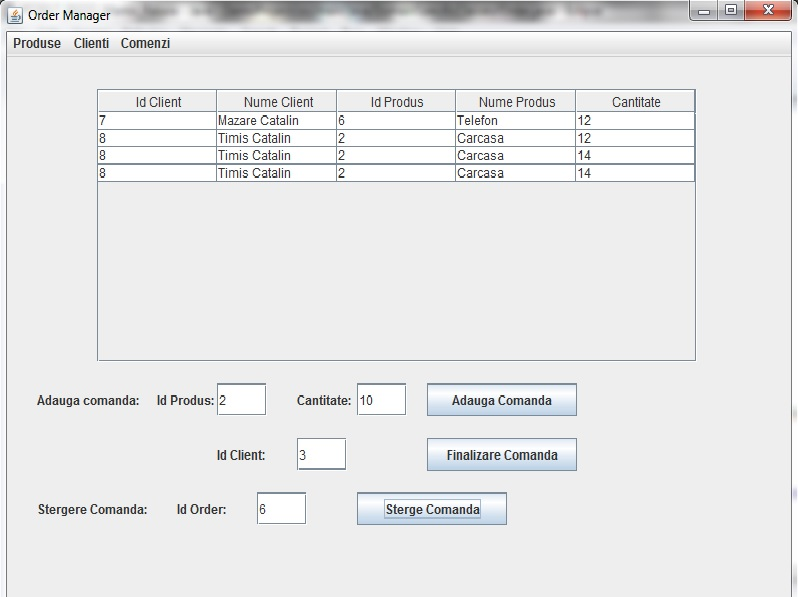 Order Manager
Produse Clienti Comenzi
Id Client Nume Client Id Produs Nume Produs Cantitate
7 Mazare Catalin 6 Telefon 12
8 Timis Catalin 2 Carcasa 12
8 Timis Catalin 2 Carcasa 14
8 Timis Catalin 2 Carcasa 14
Adauga comanda: Id Produs: 2 Cantitate: 10 Adauga Comanda
Id Client: 3 Finalizare Comanda
Stergere Comanda: Id Order: 6 Sterge Comanda